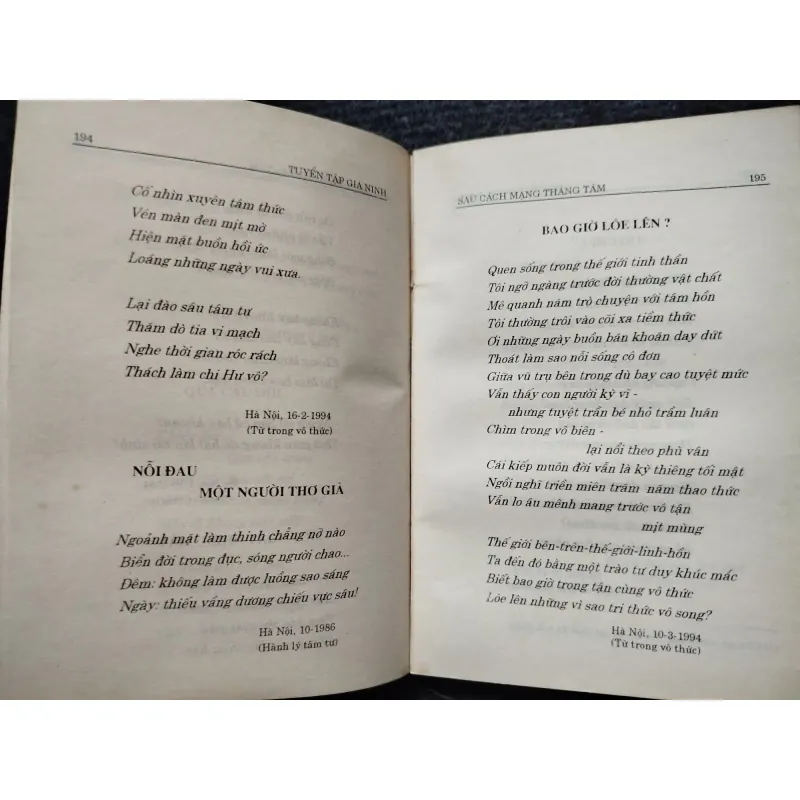 194
TUYỂN TẬP GIA NINH
Cố nhìn xuyên tâm thức
Vén màn đen mịt mờ
Hiện mặt buồn hồi ức
Loáng những ngày vui xưa.
Lại đào sâu tâm tư
Thăm dò tia vi mạch
Nghe thời gian róc rách
Thách làm chi Hư vô?
Hà Nội, 16-2-1994
(Từ trong vô thức)
NỖI ĐAU
MỘT NGƯỜI THƠ GIÀ
Ngoảnh mặt làm thinh chẳng nỡ nào
Biển đời trong đục, sóng người chao...
Đêm: không làm được luồng sao sáng
Ngày: thiếu vầng dương chiếu vực sâu!
Hà Nội, 10-1986
(Hành lý tâm tư)
SAU CÁCH MẠNG THÁNG TÁM
195
BAO GIỜ LÓE LÊN ?
Quen sống trong thế giới tinh thần
Tôi ngỡ ngàng trước đời thường vật chất
Mê quanh năm trò chuyện với tâm hồn
Tôi thường trôi vào cõi xa tiềm thức
Ơi những ngày buồn băn khoăn day dứt
Thoát làm sao nỗi sống cô đơn
Giữa vũ trụ bên trong dù bay cao tuyệt mức
Vẫn thấy con người kỳ vĩ -
nhưng tuyệt trần bé nhỏ trầm luân
Chìm trong vô biên -
lại nổi theo phù vân
Cái kiếp muôn đời vẫn là kỳ thiêng tối mật
Ngồi nghĩ triền miên trăm năm thao thức
Vẫn lo âu mênh mang trước vô tận
mịt mùng
Thế giới bên-trên-thế-giới-linh-hồn
Ta đến đó bằng một trào tư duy khúc mắc
Biết bao giờ trong tận cùng vô thức
Lóe lên những vì sao tri thức vô song?
Hà Nội, 10-3-1994
(Từ trong vô thức)